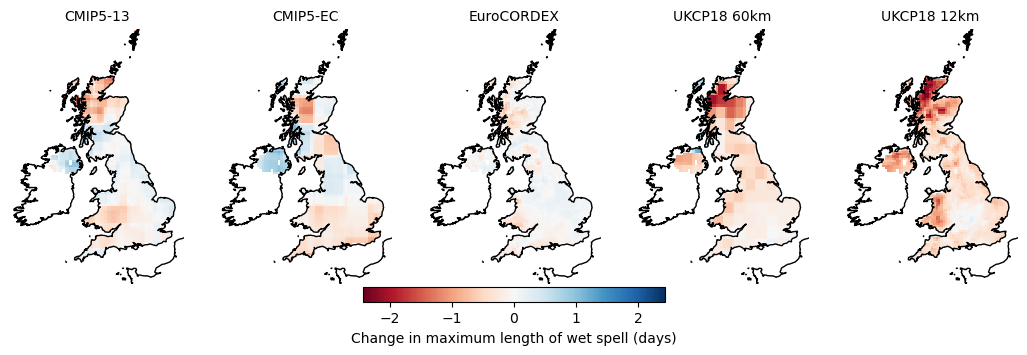 CMIP5-13 CMIP5-EC EuroCORDEX UKCP18 60km UKCP18 12km
−2 −1 0 1 2
Change in maximum length of wet spell (days)